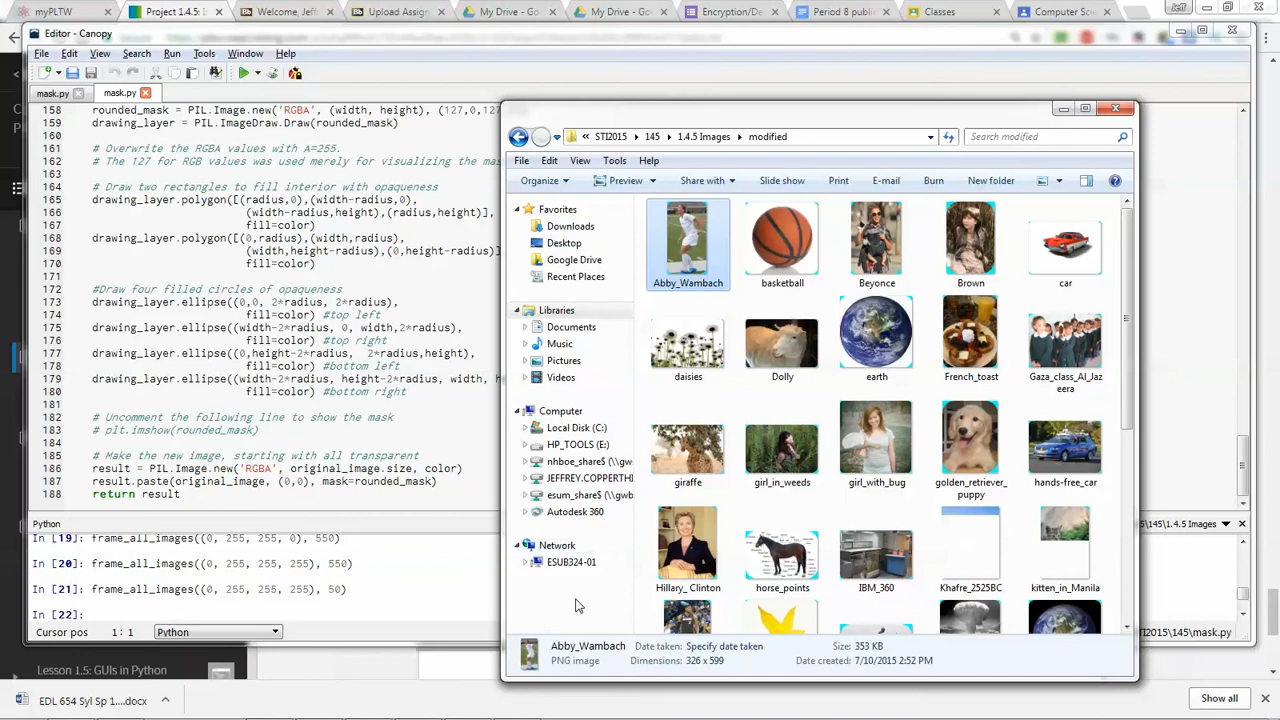 myPLTW
Project 1.4.5: I
Welcome, Jeff
Upload Assign
My Drive - Goo
My Drive - Goo
Encryption/De
Period 8 publi
Classes
Computer Sci
Jeff
Editor - Canopy
File Edit View Search Run Tools Window Help
mask.py mask.py
158 rounded_mask = PIL.Image.new('RGBA', (width, height), (127,0,127
159 drawing_layer = PIL.ImageDraw.Draw(rounded_mask)
160
161 # Overwrite the RGBA values with A=255.
162 # The 127 for RGB values was used merely for visualizing the mas
163
164 # Draw two rectangles to fill interior with opaqueness
165 drawing_layer.polygon([(radius,0),(width-radius,0),
166 (width-radius,height),(radius,height)],
167 fill=color)
168 drawing_layer.polygon([(0,radius),(width,radius),
169 (width,height-radius),(0,height-radius)]
170 fill=color)
171
172 #Draw four filled circles of opaqueness
173 drawing_layer.ellipse((0,0, 2*radius, 2*radius),
174 fill=color) #top left
175 drawing_layer.ellipse((width-2*radius, 0, width,2*radius),
176 fill=color) #top right
177 drawing_layer.ellipse((0,height-2*radius, 2*radius,height),
178 fill=color) #bottom left
179 drawing_layer.ellipse((width-2*radius, height-2*radius, width, h
180 fill=color) #bottom right
181
182 # Uncomment the following line to show the mask
183 # plt.imshow(rounded_mask)
184
185 # Make the new image, starting with all transparent
186 result = PIL.Image.new('RGBA', original_image.size, color)
187 result.paste(original_image, (0,0), mask=rounded_mask)
188 return result
Python
\145\1.4.5 Images
In [19]: frame_all_images((0, 255, 255, 0), 550)
In [20]: frame_all_images((0, 255, 255, 255), 550)
In [21]: frame_all_images((0, 255, 255, 255), 50)
In [22]:
Cursor pos 1: 1 Python
STI2015\145\mask.py
STI2015 145 1.4.5 Images modified
Search modified
File Edit View Tools Help
Organize Preview Share with Slide show Print E-mail Burn New folder
Favorites
Downloads
Desktop
Google Drive
Recent Places
Libraries
Documents
Music
Pictures
Videos
Computer
Local Disk (C:)
HP_TOOLS (E:)
nhboe_share$ (\\gw
JEFFREY.COPPERTHI
esum_share$ (\\gwb
Autodesk 360
Network
ESUB324-01
Abby_Wambach basketball Beyonce Brown car
daisies Dolly earth French_toast Gaza_class_Al_Jaz
eera
giraffe girl_in_weeds girl_with_bug golden_retriever_ hands-free_car
puppy
Hillary_ Clinton horse_points IBM_360 Khafre_2525BC kitten_in_Manila
Abby_Wambach Date taken: Specify date taken Size: 353 KB
PNG image Dimensions: 326 x 599 Date created: 7/10/2015 2:52 PM
Lesson 1.5: GUIs in Python
EDL 654 Syl Sp 1....docx
Show all